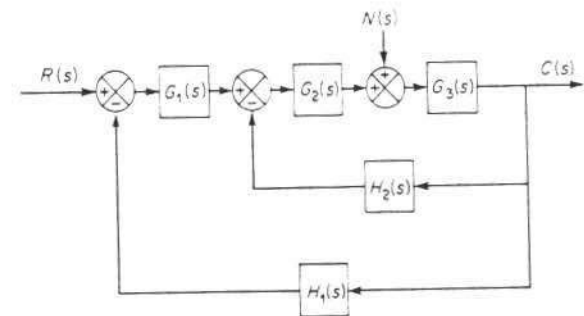 N(s)
R(s)
G₁(s)
G₂(s)
G₃(s)
C(s)
+
−
+
−
+
+
H₂(s)
H₁(s)